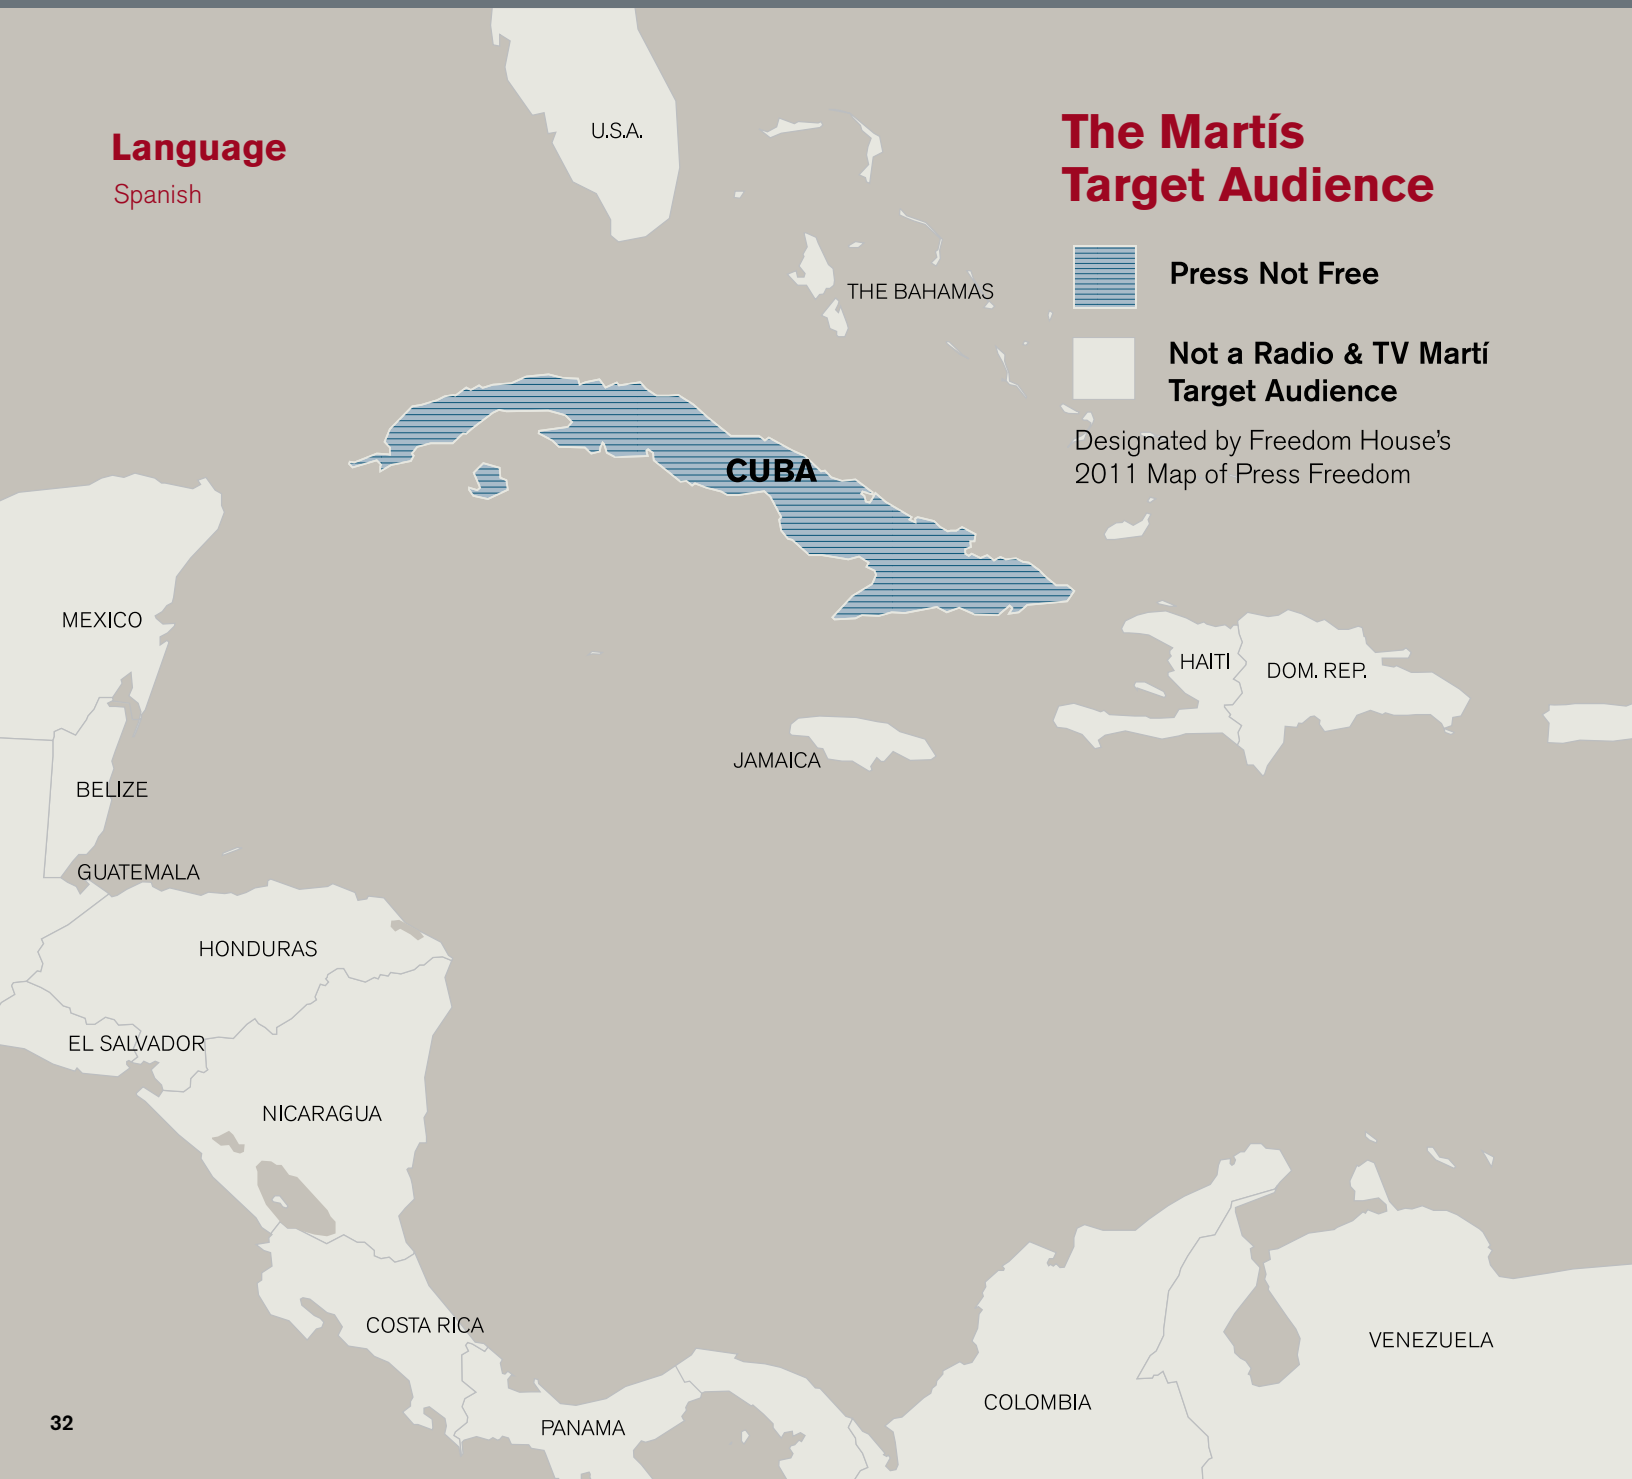 Language
Spanish
The Martís
Target Audience
Press Not Free
Not a Radio & TV Martí
Target Audience
Designated by Freedom House’s
2011 Map of Press Freedom
U.S.A.
THE BAHAMAS
CUBA
MEXICO
HAITI
DOM. REP.
JAMAICA
BELIZE
GUATEMALA
HONDURAS
EL SALVADOR
NICARAGUA
COSTA RICA
VENEZUELA
COLOMBIA
PANAMA
32